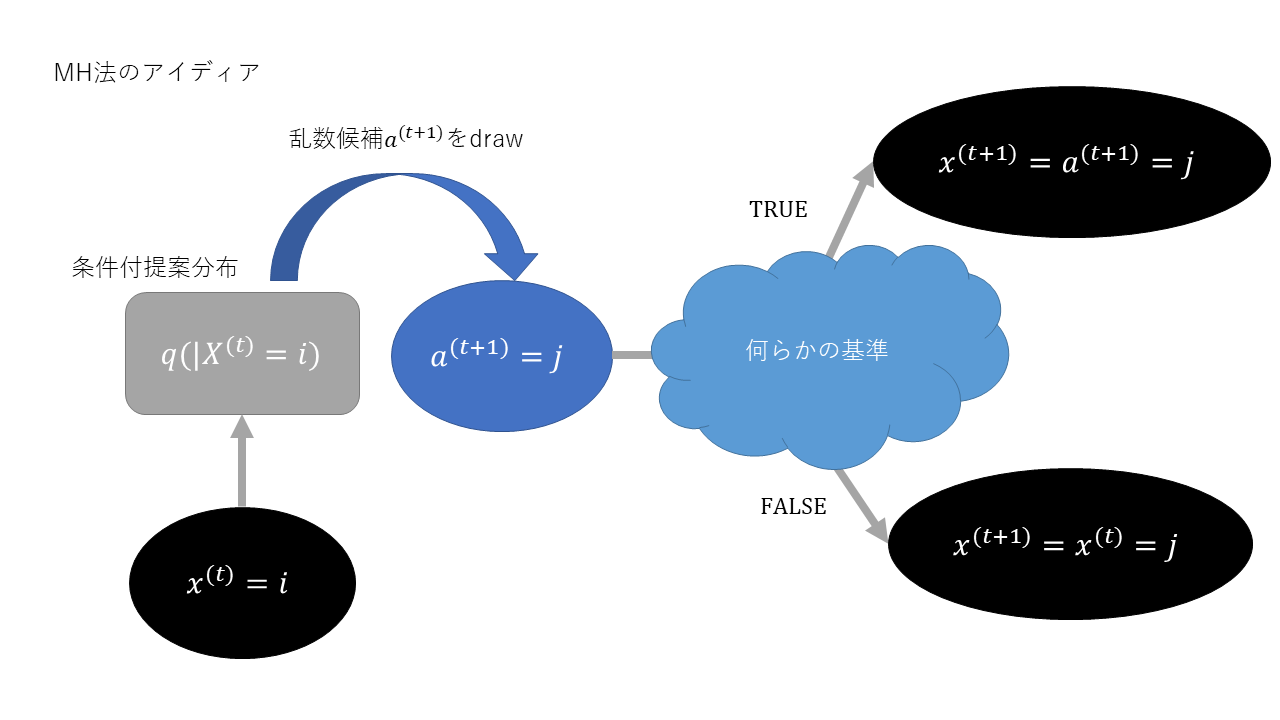 MH法のアイディア
乱数候補a^(t+1)をdraw
条件付提案分布
q(|X^(t) = i)
a^(t+1) = j
x^(t) = i
何らかの基準
TRUE
x^(t+1) = a^(t+1) = j
FALSE
x^(t+1) = x^(t) = j